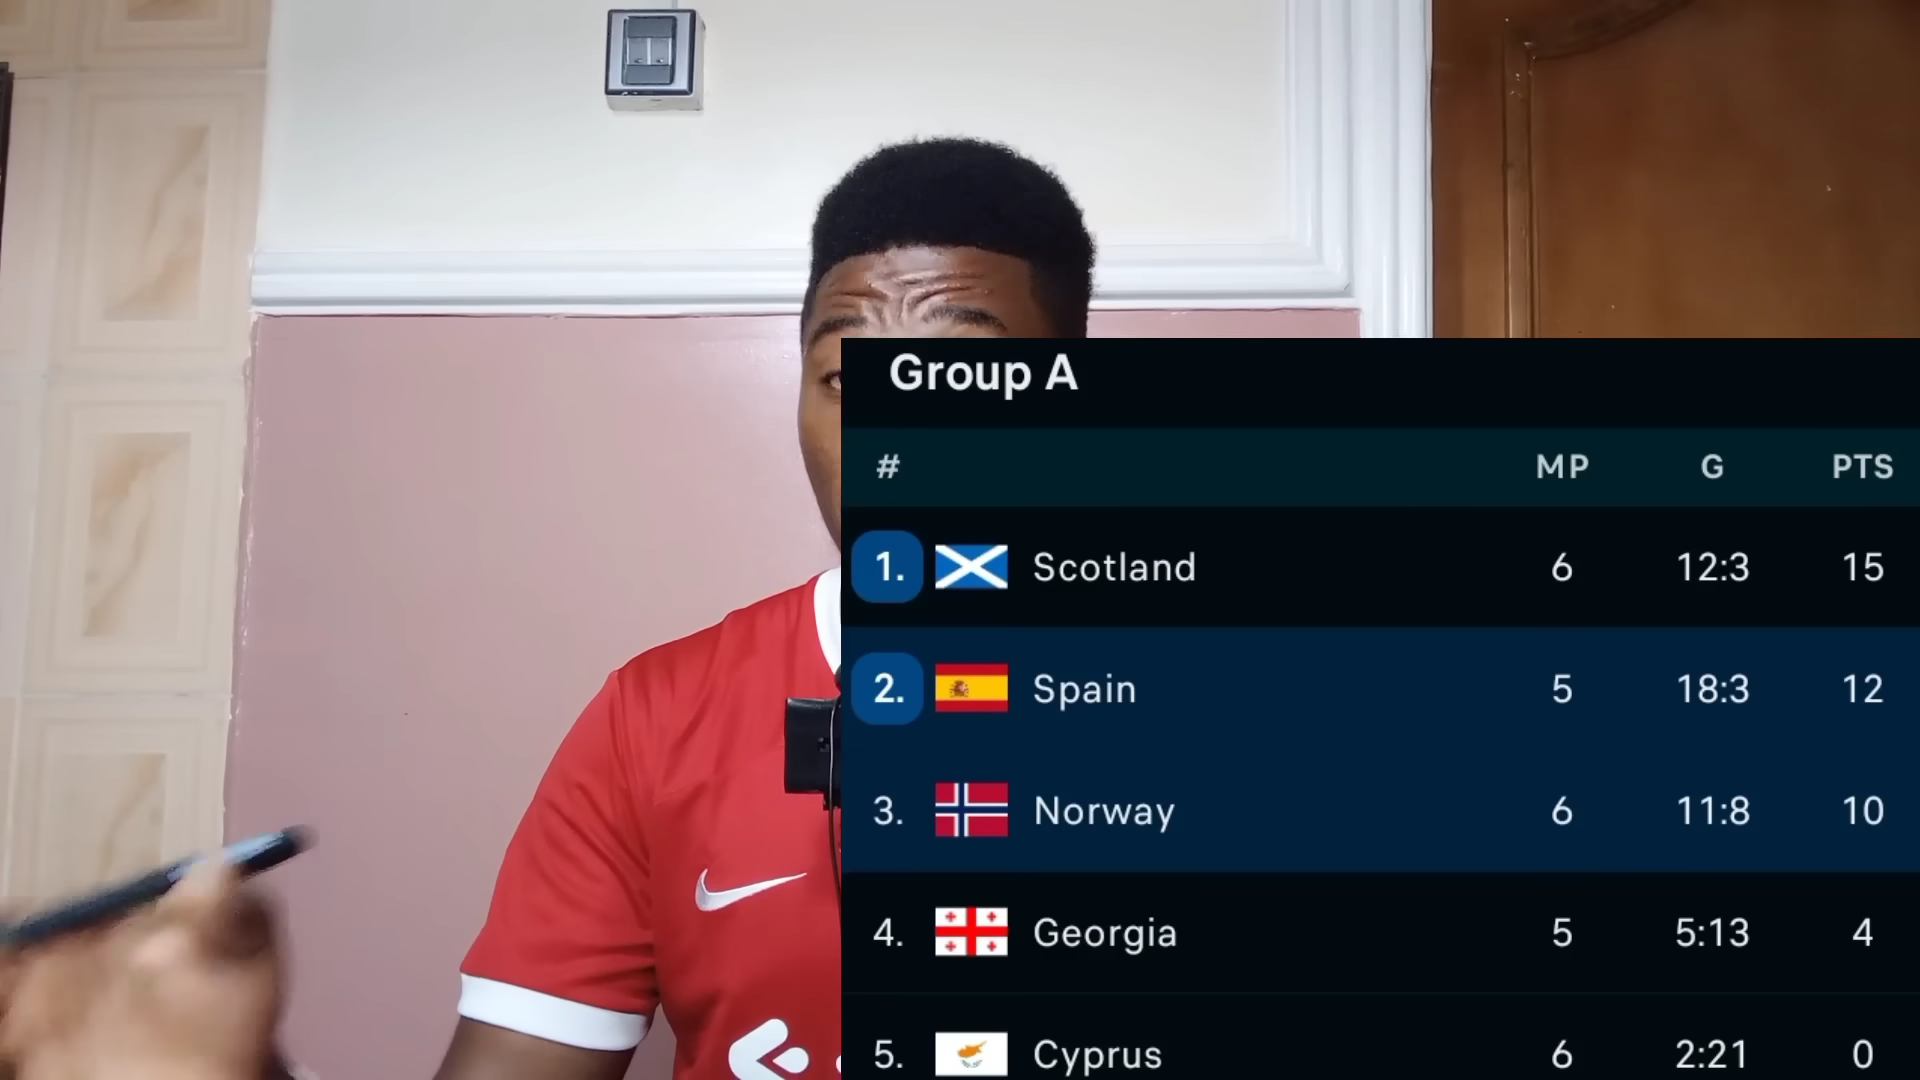 Group A
# MP G PTS
1. Scotland 6 12:3 15
2. Spain 5 18:3 12
3. Norway 6 11:8 10
4. Georgia 5 5:13 4
5. Cyprus 6 2:21 0